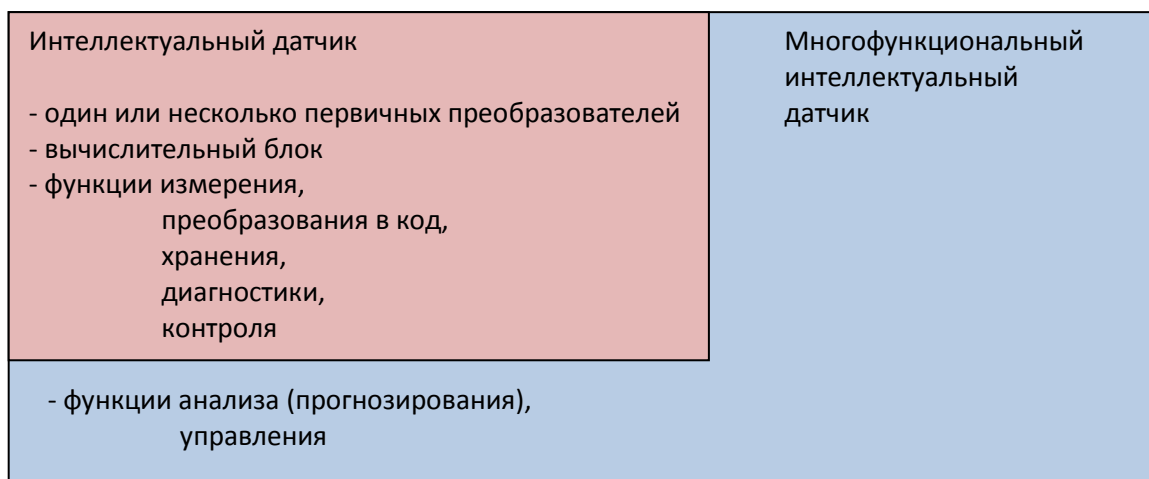 Интеллектуальный датчик
- один или несколько первичных преобразователей
- вычислительный блок
- функции измерения,
преобразования в код,
хранения,
диагностики,
контроля
Многофункциональный
интеллектуальный
датчик
- функции анализа (прогнозирования),
управления